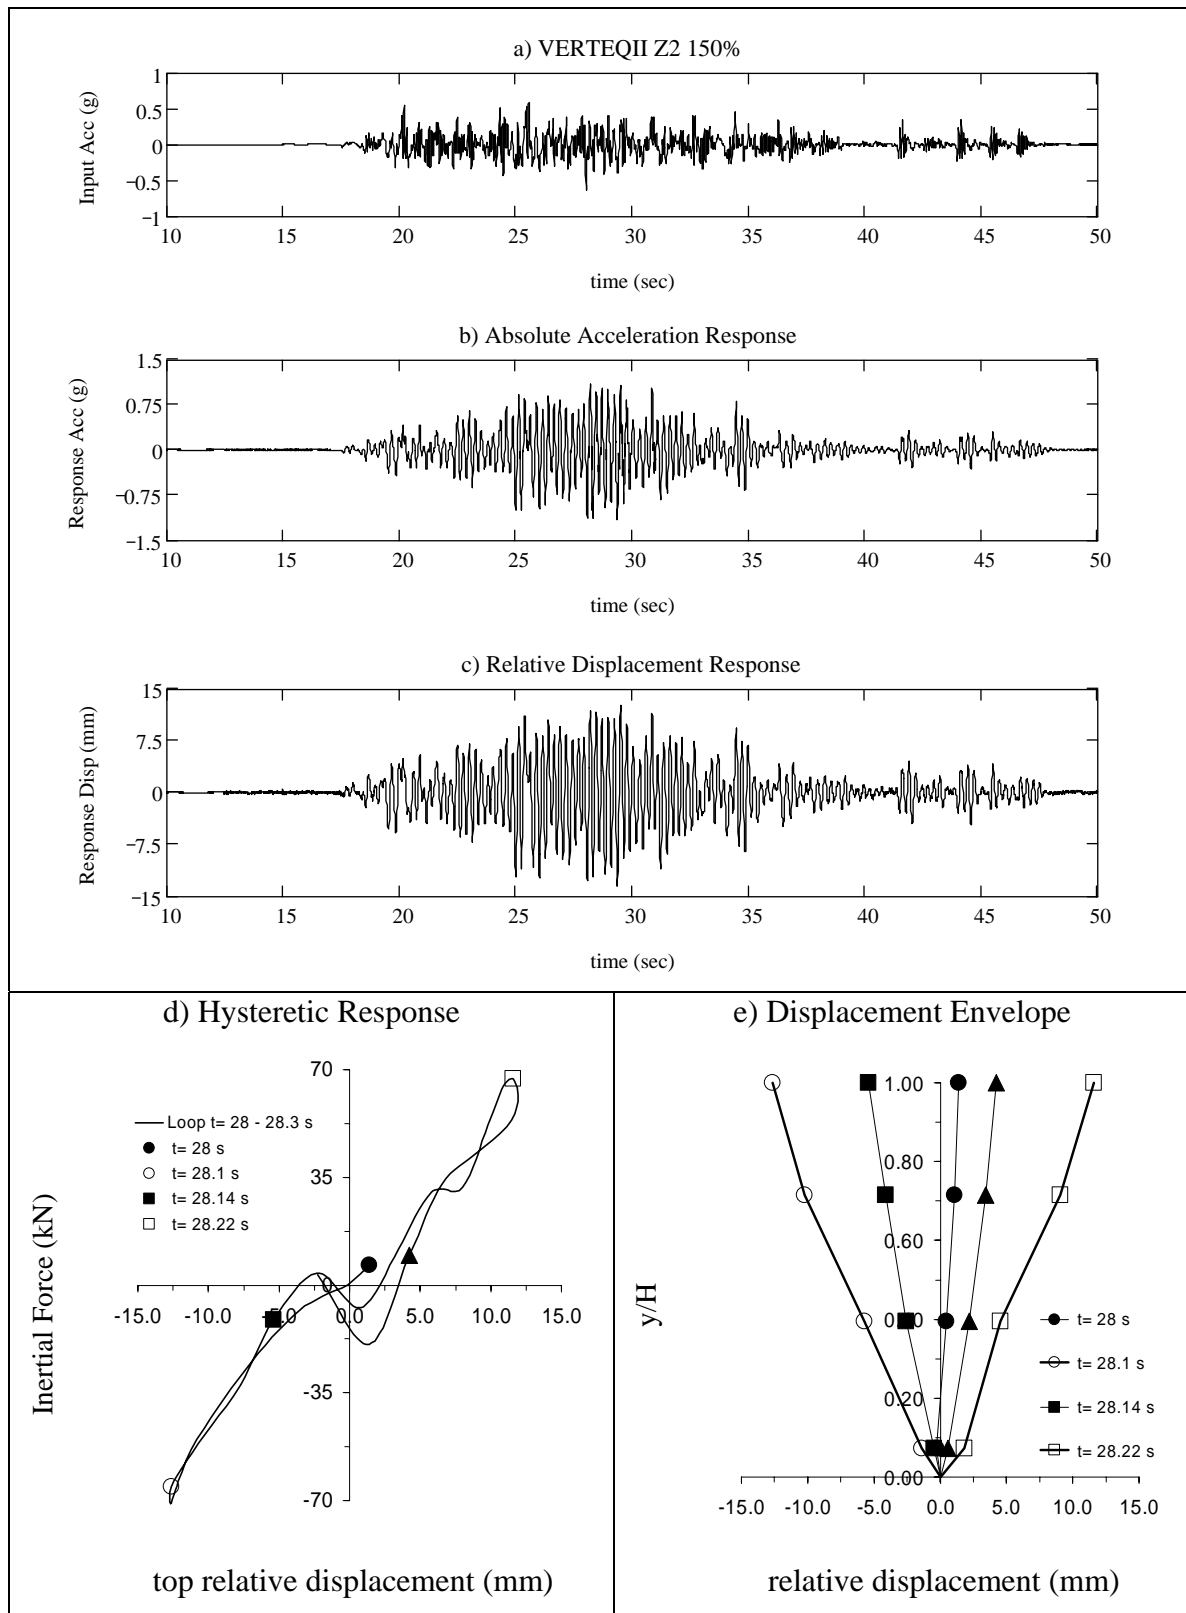 a) VERTEQII Z2 150%
Input Acc (g)
1
0.5
0
−0.5
−1
10 15 20 25 30 35 40 45 50
time (sec)
b) Absolute Acceleration Response
Response Acc (g)
1.5
0.75
0
−0.75
−1.5
10 15 20 25 30 35 40 45 50
time (sec)
c) Relative Displacement Response
Response Disp (mm)
15
7.5
0
−7.5
−15
10 15 20 25 30 35 40 45 50
time (sec)
d) Hysteretic Response
Inertial Force (kN)
70
35
-35
-70
-15.0 -10.0 -5.0 0.0 5.0 10.0 15.0
Loop t= 28 - 28.3 s
t= 28 s
t= 28.1 s
t= 28.14 s
t= 28.22 s
top relative displacement (mm)
e) Displacement Envelope
y/H
1.00
0.80
0.60
0.40
0.20
0.00
t= 28 s
t= 28.1 s
t= 28.14 s
t= 28.22 s
-15.0 -10.0 -5.0 0.0 5.0 10.0 15.0
relative displacement (mm)